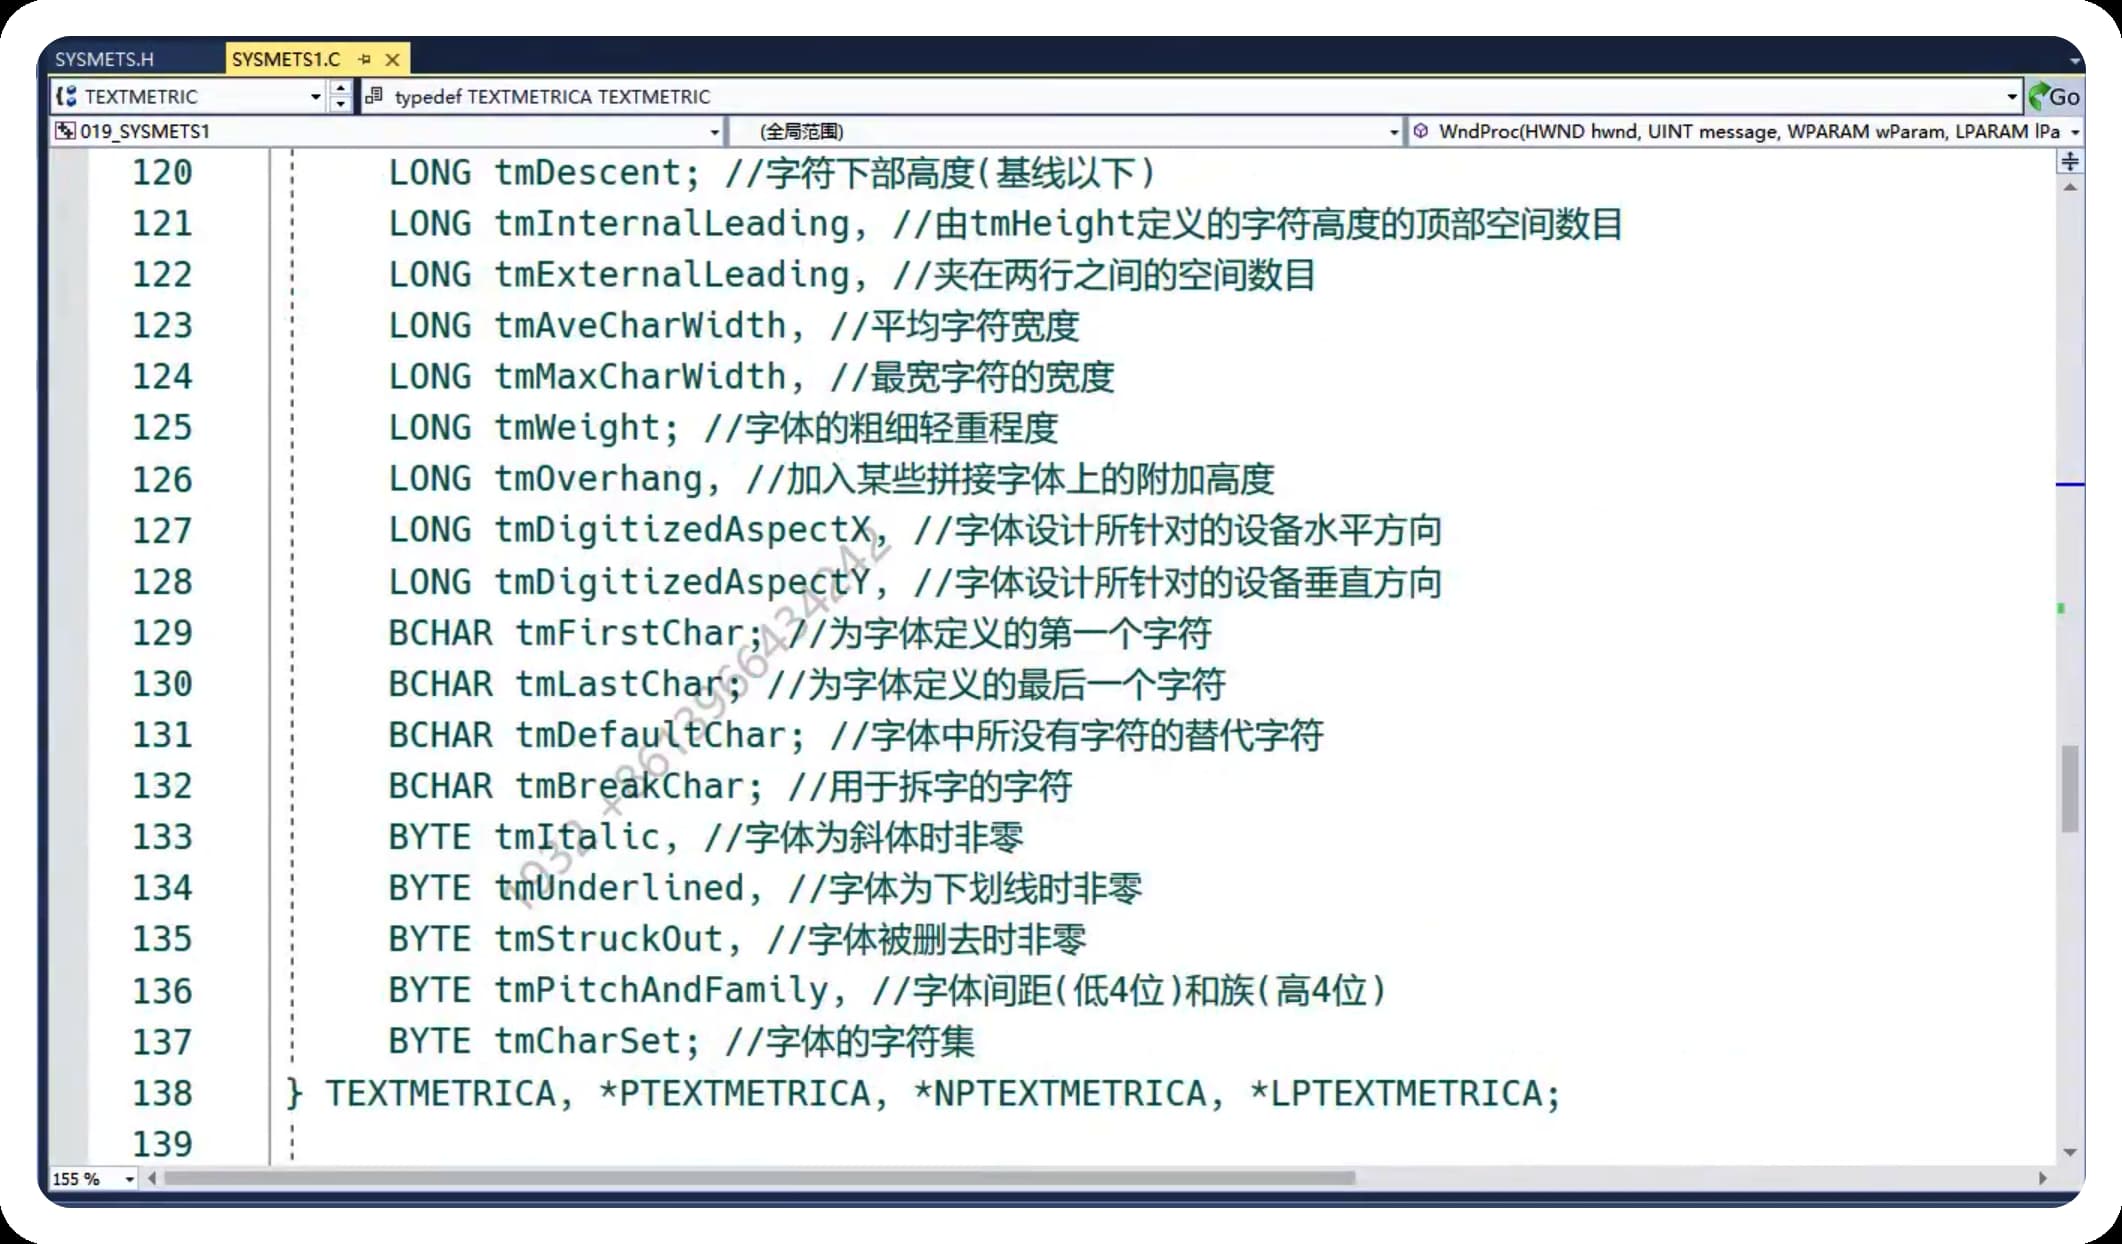 SYSMETS.H SYSMETS1.C
TEXTMETRIC typedef TEXTMETRICA TEXTMETRIC Go
019_SYSMETS1 (全局范围) WndProc(HWND hwnd, UINT message, WPARAM wParam, LPARAM lPa
120 LONG tmDescent; //字符下部高度(基线以下)
121 LONG tmInternalLeading, //由tmHeight定义的字符高度的顶部空间数目
122 LONG tmExternalLeading, //夹在两行之间的空间数目
123 LONG tmAveCharWidth, //平均字符宽度
124 LONG tmMaxCharWidth, //最宽字符的宽度
125 LONG tmWeight; //字体的粗细轻重程度
126 LONG tmOverhang, //加入某些拼接字体上的附加高度
127 LONG tmDigitizedAspectX, //字体设计所针对的设备水平方向
128 LONG tmDigitizedAspectY, //字体设计所针对的设备垂直方向
129 BCHAR tmFirstChar; //为字体定义的第一个字符
130 BCHAR tmLastChar; //为字体定义的最后一个字符
131 BCHAR tmDefaultChar; //字体中所没有字符的替代字符
132 BCHAR tmBreakChar; //用于拆字的字符
133 BYTE tmItalic, //字体为斜体时非零
134 BYTE tmUnderlined, //字体为下划线时非零
135 BYTE tmStruckOut, //字体被删去时非零
136 BYTE tmPitchAndFamily, //字体间距(低4位)和族(高4位)
137 BYTE tmCharSet; //字体的字符集
138 } TEXTMETRICA, *PTEXTMETRICA, *NPTEXTMETRICA, *LPTEXTMETRICA;
139
155 %
1932 +8613966434242